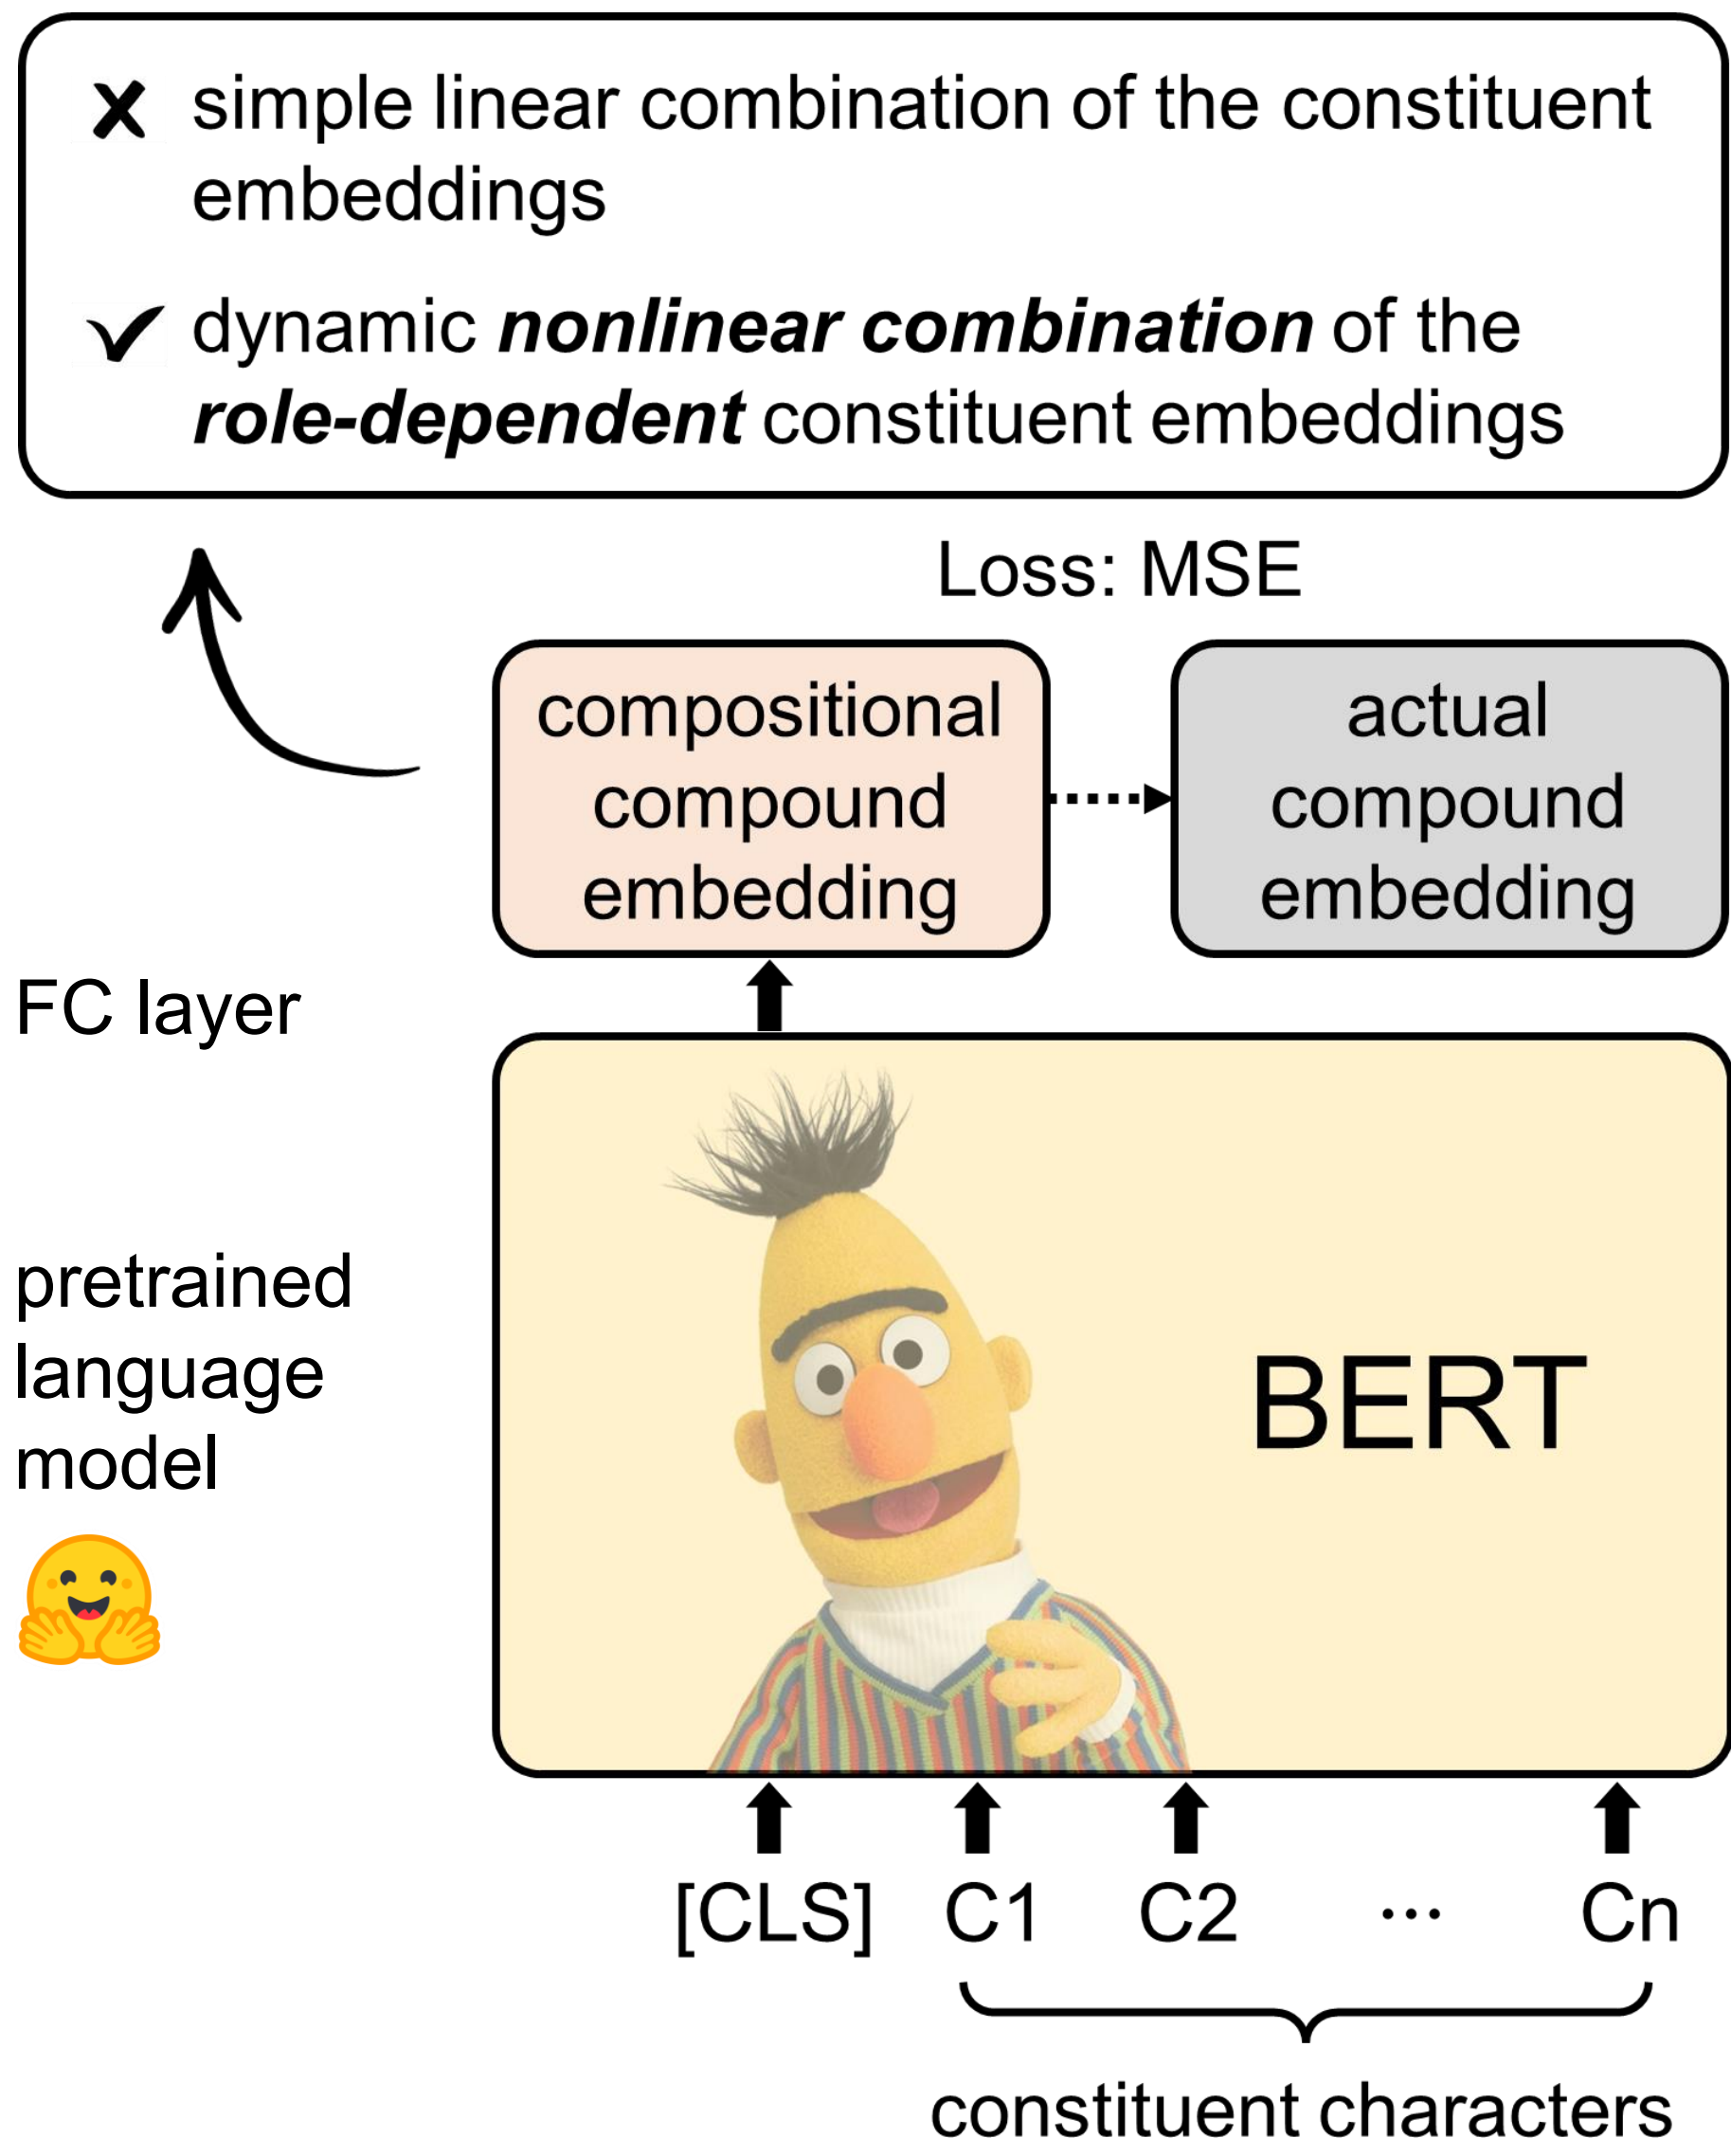 ✗ simple linear combination of the constituent
embeddings
✓ dynamic nonlinear combination of the
role-dependent constituent embeddings
Loss: MSE
compositional
compound
embedding
actual
compound
embedding
FC layer
pretrained
language
model
BERT
[CLS] C1 C2 ... Cn
constituent characters